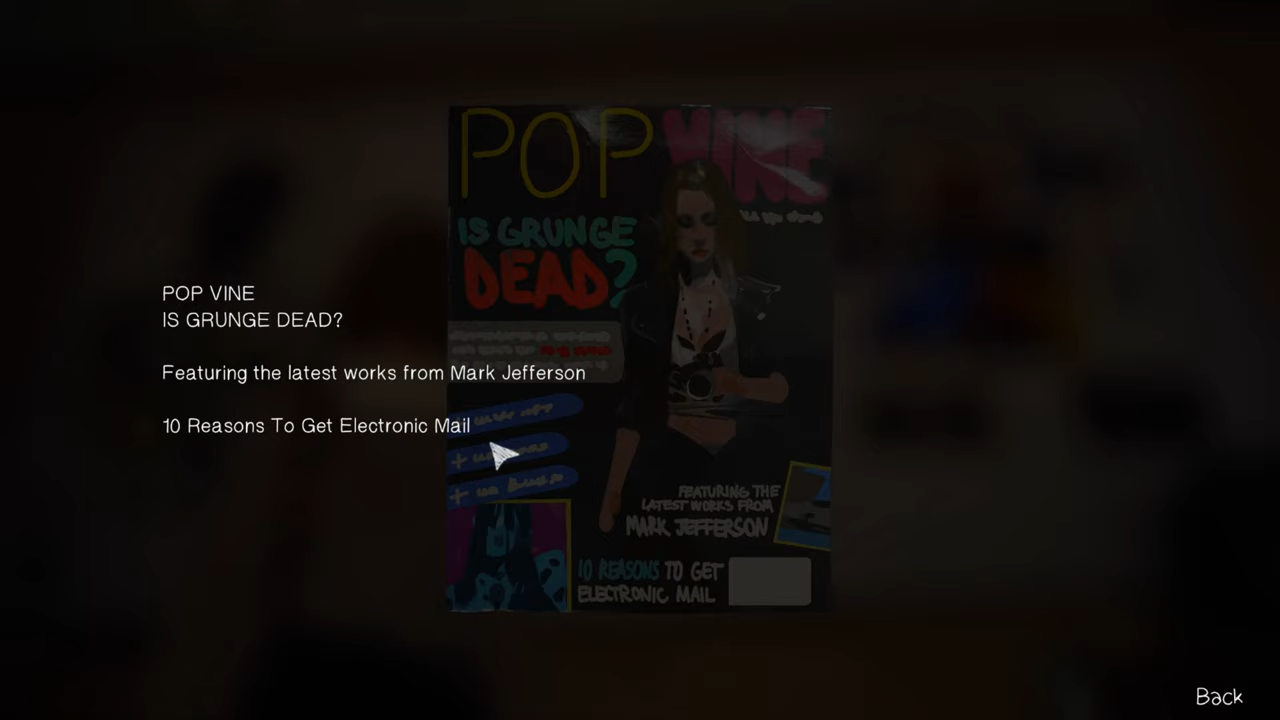 POP VINE
IS GRUNGE DEAD?
Featuring the latest works from Mark Jefferson
10 Reasons To Get Electronic Mail
POP VINE
IS GRUNGE
DEAD?
FEATURING THE
LATEST WORKS FROM
MARK JEFFERSON
10 REASONS TO GET
ELECTRONIC MAIL
Back